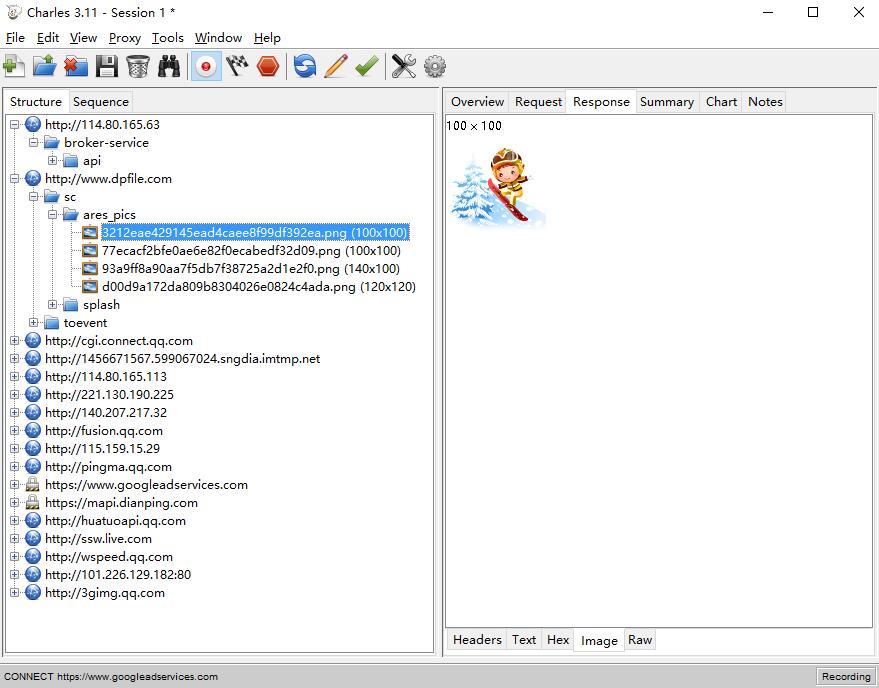 Charles 3.11 - Session 1 *
File Edit View Proxy Tools Window Help
Structure Sequence
http://114.80.165.63
broker-service
api
http://www.dpfile.com
sc
ares_pics
3212eae429145ead4caee8f99df392ea.png (100x100)
77ecacf2bfe0ae6e82f0ecabedf32d09.png (100x100)
93a9ff8a90aa7f5db7f38725a2d1e2f0.png (140x100)
d00d9a172da809b8304026e0824c4ada.png (120x120)
splash
toevent
http://cgi.connect.qq.com
http://1456671567.599067024.sngdia.imtmp.net
http://114.80.165.113
http://221.130.190.225
http://140.207.217.32
http://fusion.qq.com
http://115.159.15.29
http://pingma.qq.com
https://www.googleadservices.com
https://mapi.dianping.com
http://huatuoapi.qq.com
http://ssw.live.com
http://wspeed.qq.com
http://101.226.129.182:80
http://3gimg.qq.com
Overview Request Response Summary Chart Notes
100 × 100
Headers Text Hex Image Raw
CONNECT https://www.googleadservices.com
Recording